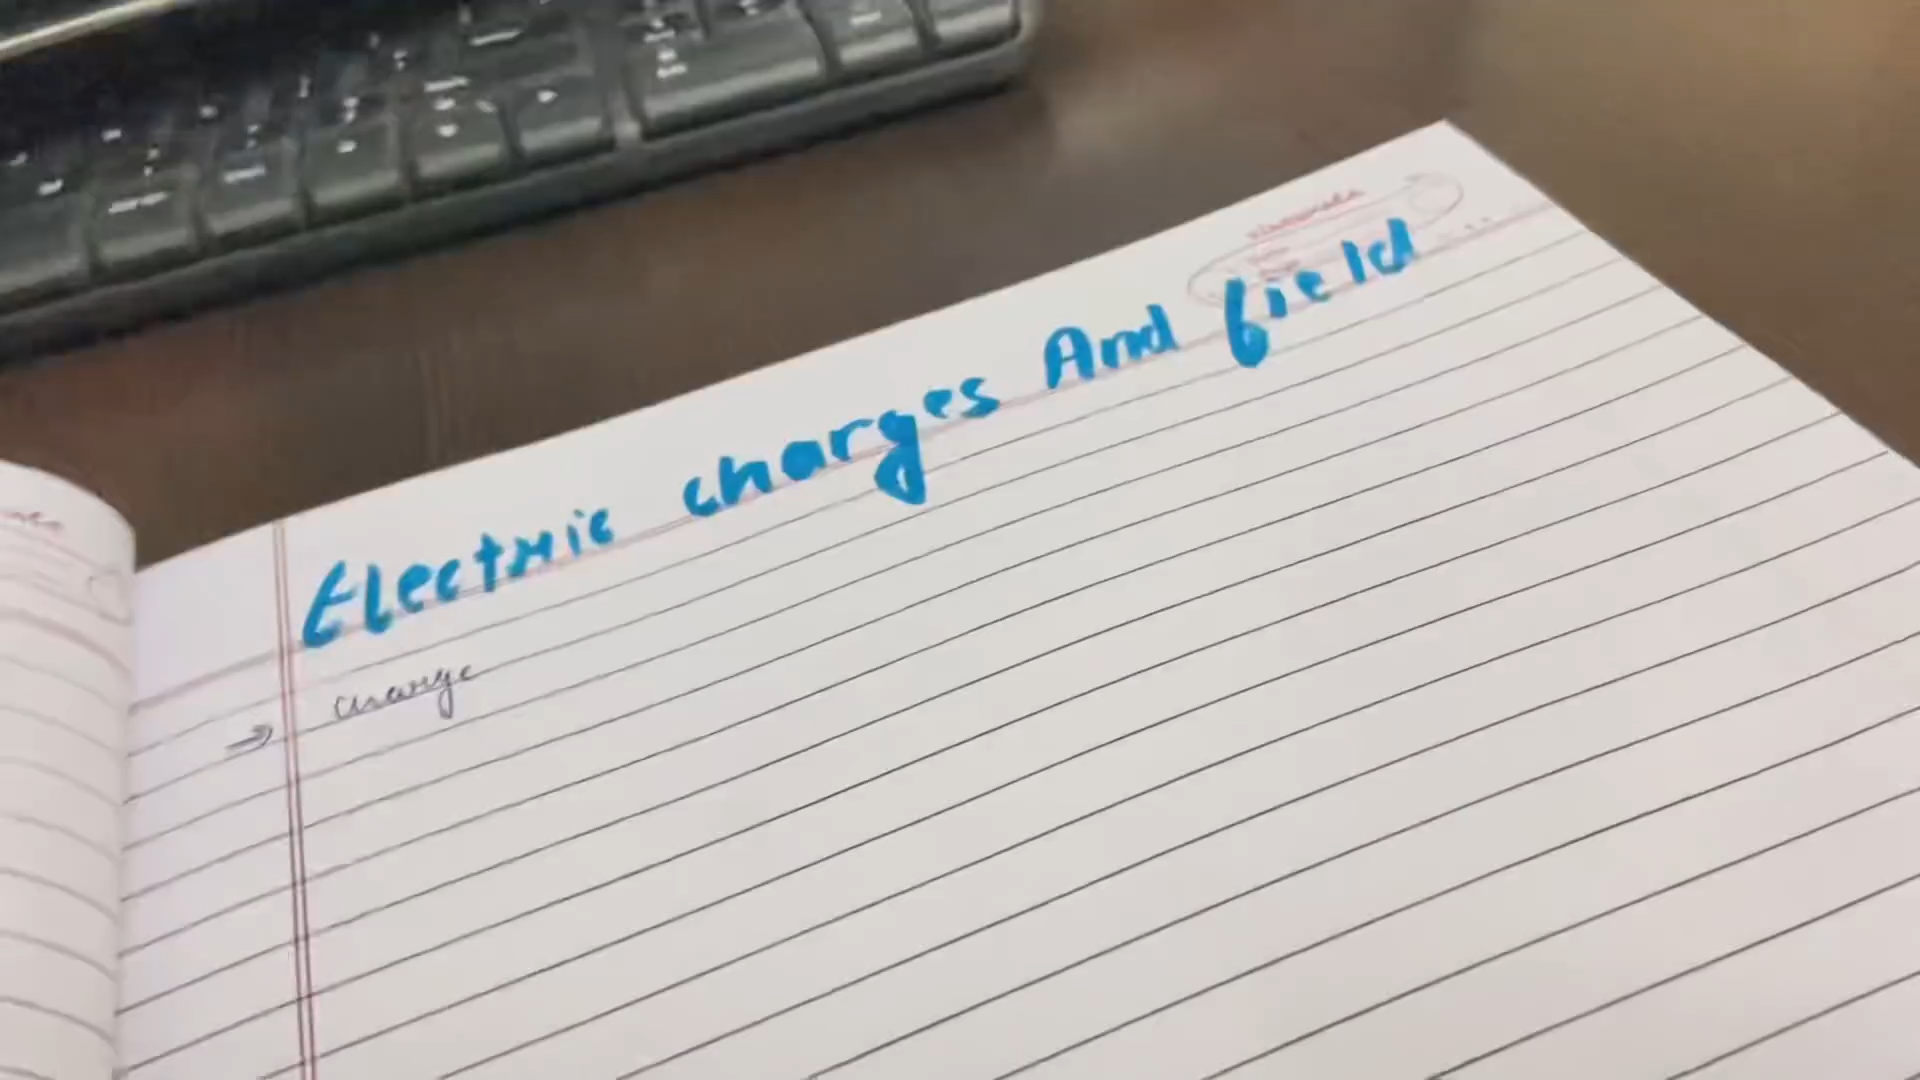 Electric charges And field
→ charge